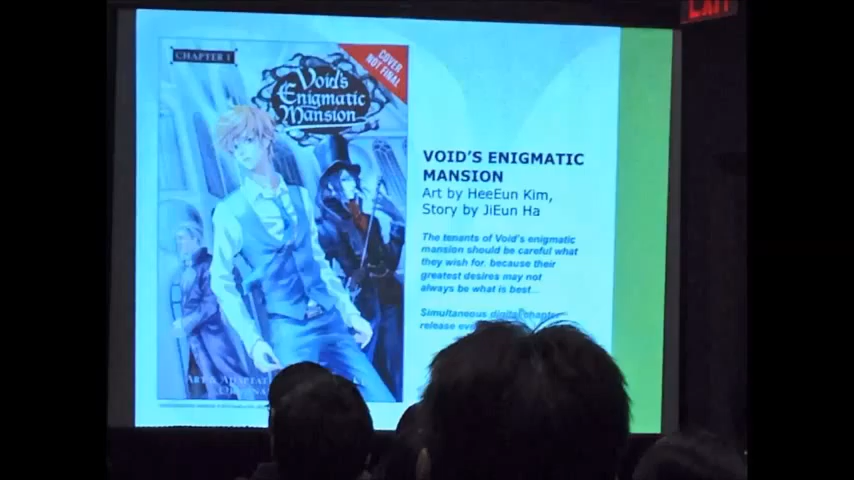 EXIT
CHAPTER 1
COVER
NOT FINAL
Void's
Enigmatic
Mansion
VOID'S ENIGMATIC
MANSION
Art by HeeEun Kim,
Story by JiEun Ha
The tenants of Void's enigmatic
mansion should be careful what
they wish for, because their
greatest desires may not
always be what is best...
Simultaneous digital chapter
release